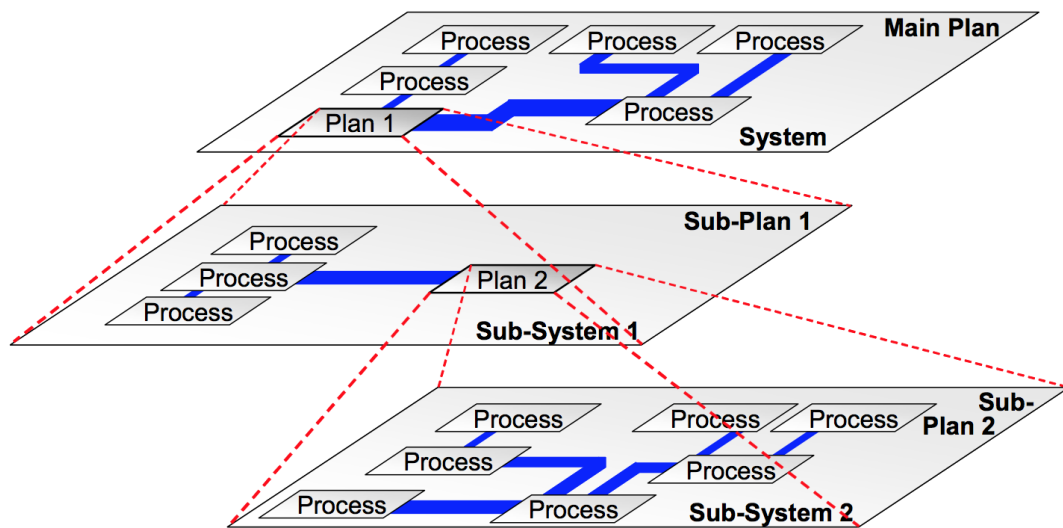 Process
Process
Process
Main Plan
Process
Process
Plan 1
System
Sub-Plan 1
Process
Process
Plan 2
Process
Sub-System 1
Sub-
Plan 2
Process
Process
Process
Process
Process
Process
Process
Sub-System 2